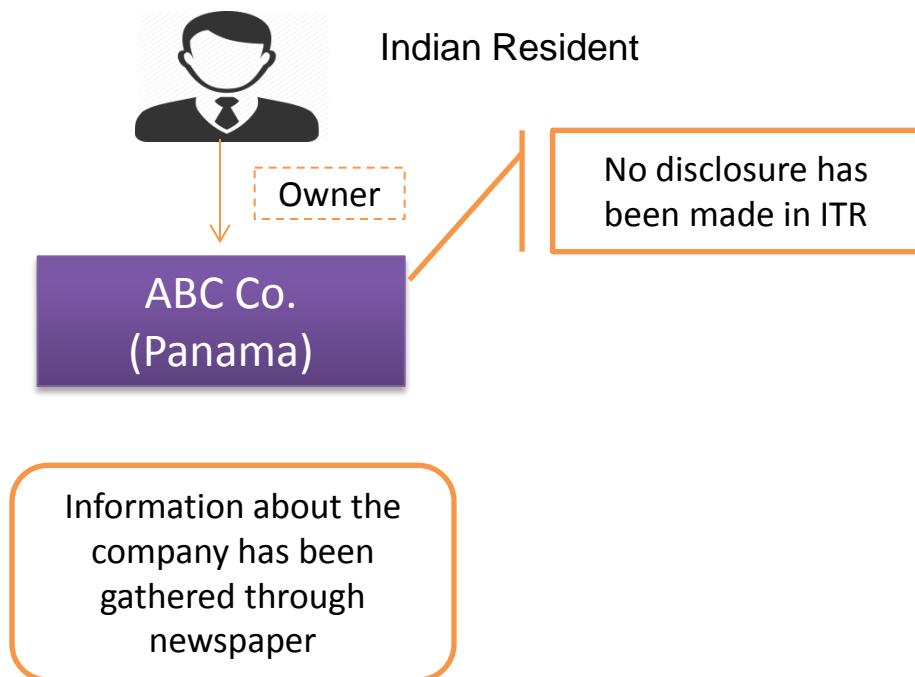 Indian Resident
Owner
No disclosure has
been made in ITR
ABC Co.
(Panama)
Information about the
company has been
gathered through
newspaper